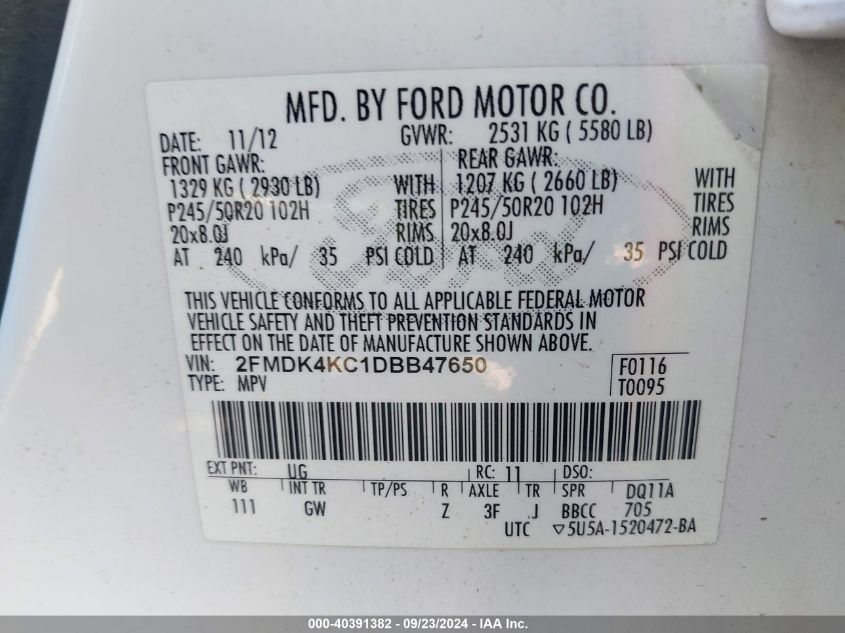 MFD. BY FORD MOTOR CO.
DATE: 11/12 GVWR: 2531 KG ( 5580 LB)
FRONT GAWR: REAR GAWR:
1329 KG ( 2930 LB) WITH 1207 KG ( 2660 LB) WITH
P245/50R20 102H TIRES P245/50R20 102H TIRES
20x8.0J RIMS 20x8.0J RIMS
AT 240 kPa/ 35 PSI COLD AT 240 kPa/ 35 PSI COLD
THIS VEHICLE CONFORMS TO ALL APPLICABLE FEDERAL MOTOR
VEHICLE SAFETY AND THEFT PREVENTION STANDARDS IN
EFFECT ON THE DATE OF MANUFACTURE SHOWN ABOVE.
VIN: 2FMDK4KC1DBB47650 F0116
TYPE: MPV T0095
EXT PNT: UG RC: 11 DSO:
WB INT TR TP/PS R AXLE TR SPR DQ11A
111 GW Z 3F J BBCC 705
UTC ▽5U5A-1520472-BA
000-40391382 - 09/23/2024 - IAAI Inc.